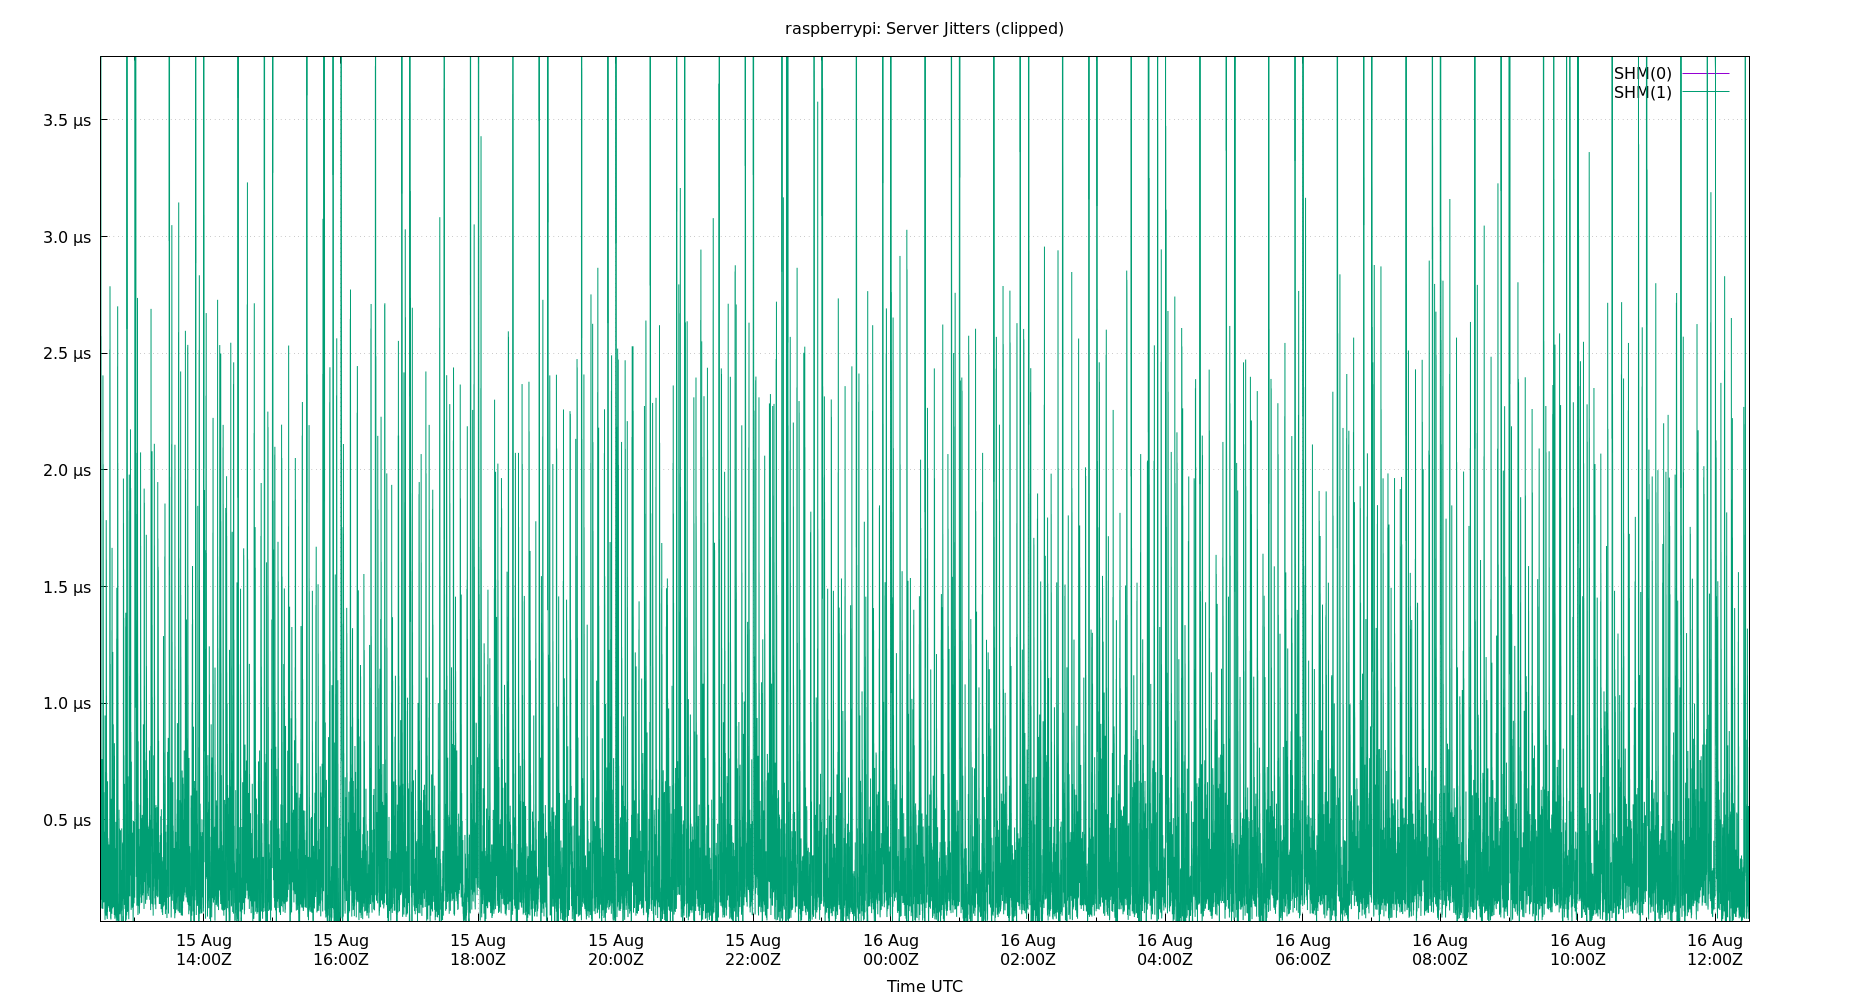 raspberrypi: Server Jitters (clipped)
SHM(0)
SHM(1)
3.5 µs
3.0 µs
2.5 µs
2.0 µs
1.5 µs
1.0 µs
0.5 µs
15 Aug 15 Aug 15 Aug 15 Aug 15 Aug 16 Aug 16 Aug 16 Aug 16 Aug 16 Aug 16 Aug 16 Aug
14:00Z 16:00Z 18:00Z 20:00Z 22:00Z 00:00Z 02:00Z 04:00Z 06:00Z 08:00Z 10:00Z 12:00Z
Time UTC